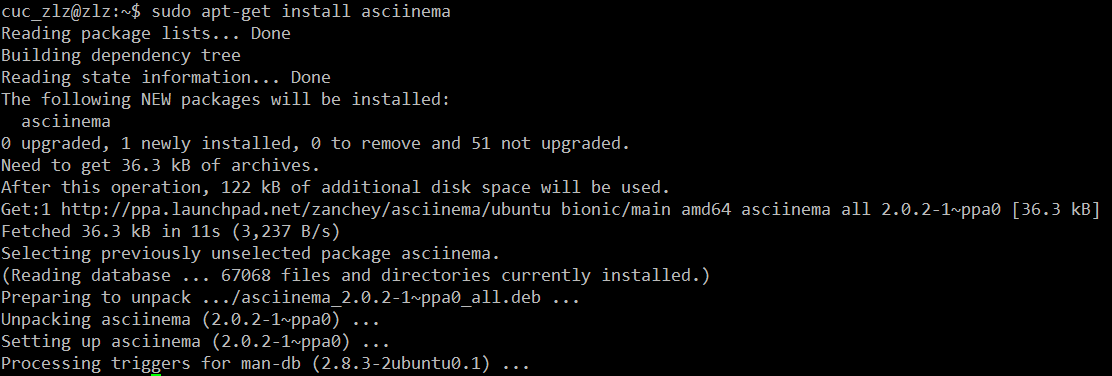 cuc_zlz@zlz:~$ sudo apt-get install asciinema
Reading package lists... Done
Building dependency tree
Reading state information... Done
The following NEW packages will be installed:
  asciinema
0 upgraded, 1 newly installed, 0 to remove and 51 not upgraded.
Need to get 36.3 kB of archives.
After this operation, 122 kB of additional disk space will be used.
Get:1 http://ppa.launchpad.net/zanchey/asciinema/ubuntu bionic/main amd64 asciinema all 2.0.2-1~ppa0 [36.3 kB]
Fetched 36.3 kB in 11s (3,237 B/s)
Selecting previously unselected package asciinema.
(Reading database ... 67068 files and directories currently installed.)
Preparing to unpack .../asciinema_2.0.2-1~ppa0_all.deb ...
Unpacking asciinema (2.0.2-1~ppa0) ...
Setting up asciinema (2.0.2-1~ppa0) ...
Processing triggers for man-db (2.8.3-2ubuntu0.1) ...